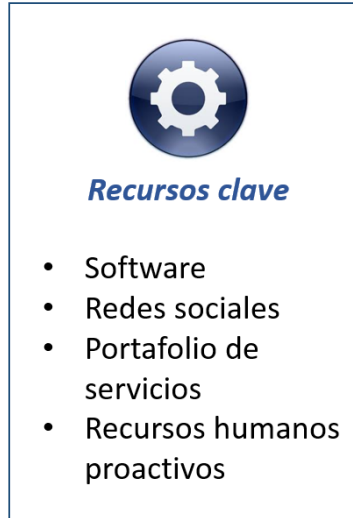 Recursos clave
• Software
• Redes sociales
• Portafolio de
servicios
• Recursos humanos
proactivos